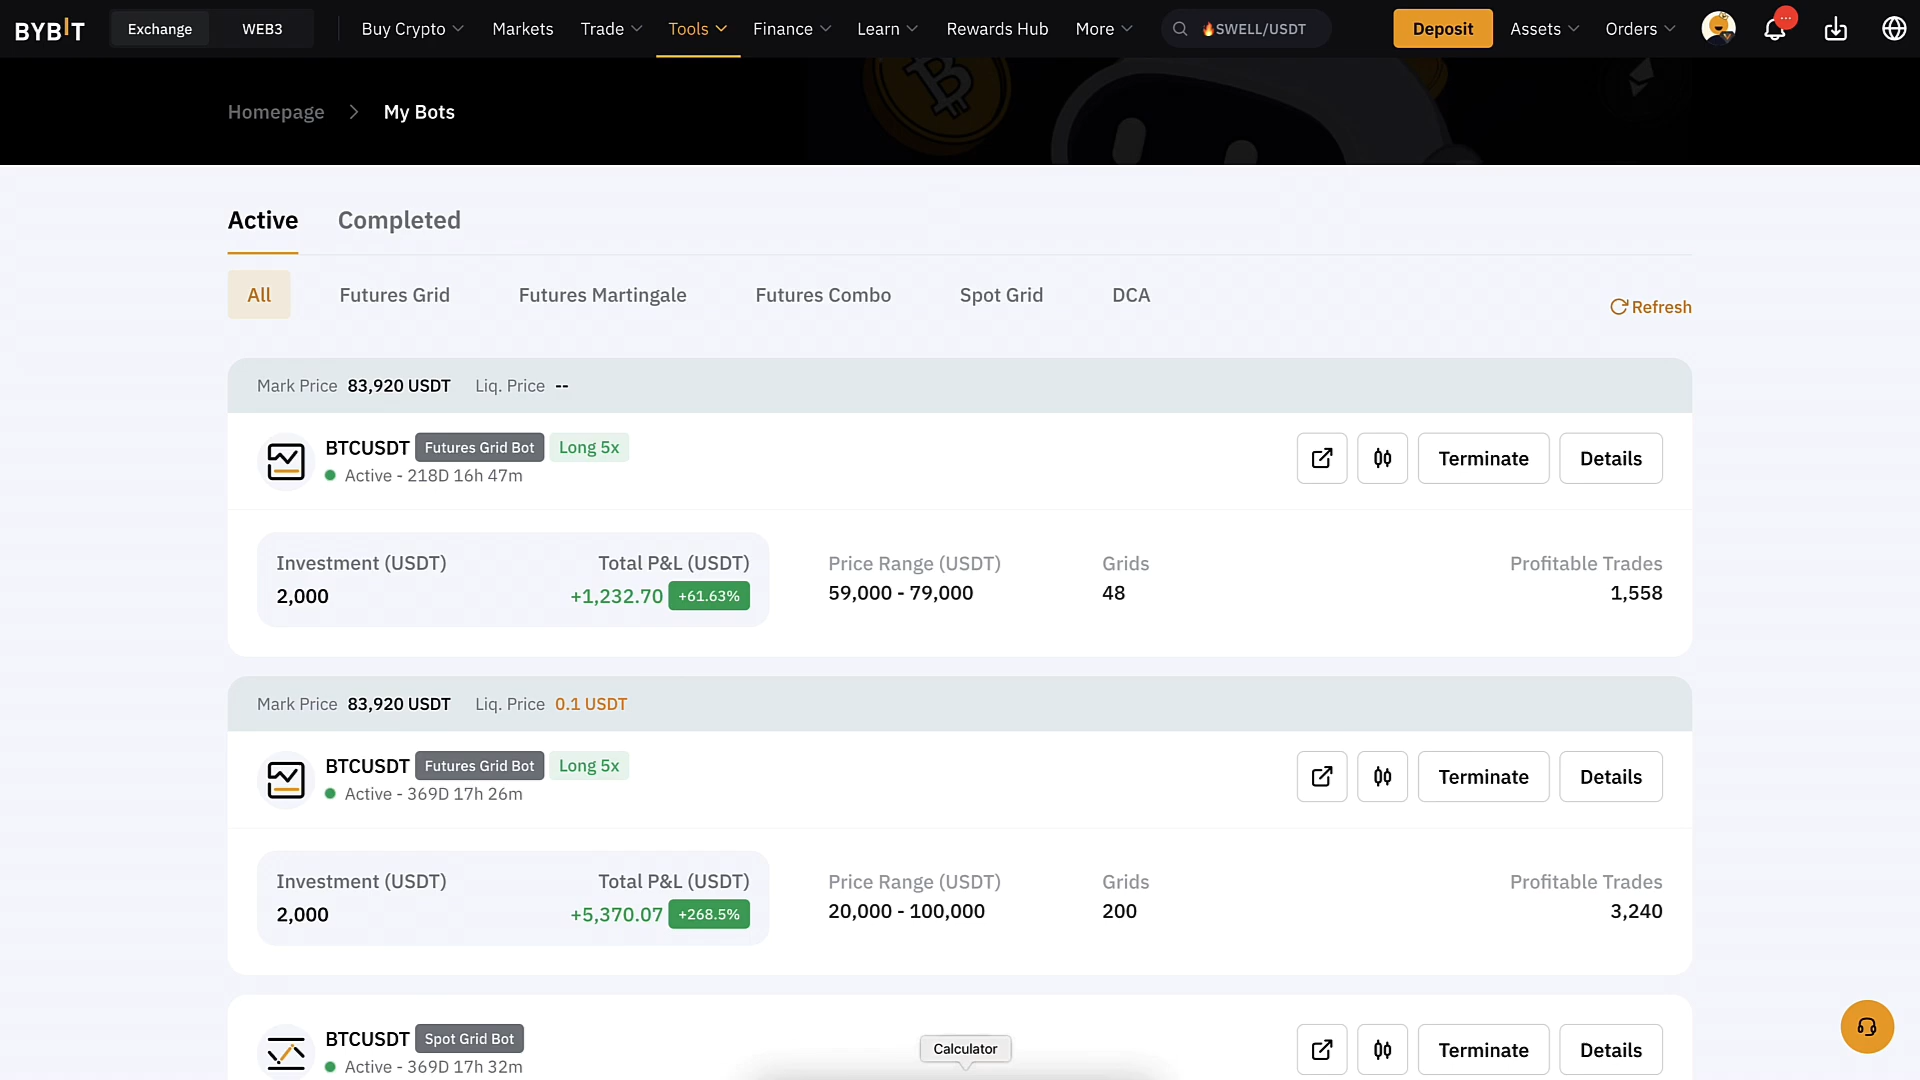 BYBIT Exchange WEB3 Buy Crypto Markets Trade Tools Finance Learn Rewards Hub More 🔥SWELL/USDT Deposit Assets Orders
Homepage > My Bots
Active Completed
All Futures Grid Futures Martingale Futures Combo Spot Grid DCA
Refresh
Mark Price 83,920 USDT Liq. Price --
BTCUSDT Futures Grid Bot Long 5x
Active - 218D 16h 47m
Terminate Details
Investment (USDT) Total P&L (USDT) Price Range (USDT) Grids Profitable Trades
2,000 +1,232.70 +61.63% 59,000 - 79,000 48 1,558
Mark Price 83,920 USDT Liq. Price 0.1 USDT
BTCUSDT Futures Grid Bot Long 5x
Active - 369D 17h 26m
Terminate Details
Investment (USDT) Total P&L (USDT) Price Range (USDT) Grids Profitable Trades
2,000 +5,370.07 +268.5% 20,000 - 100,000 200 3,240
BTCUSDT Spot Grid Bot
Active - 369D 17h 32m
Calculator
Terminate Details